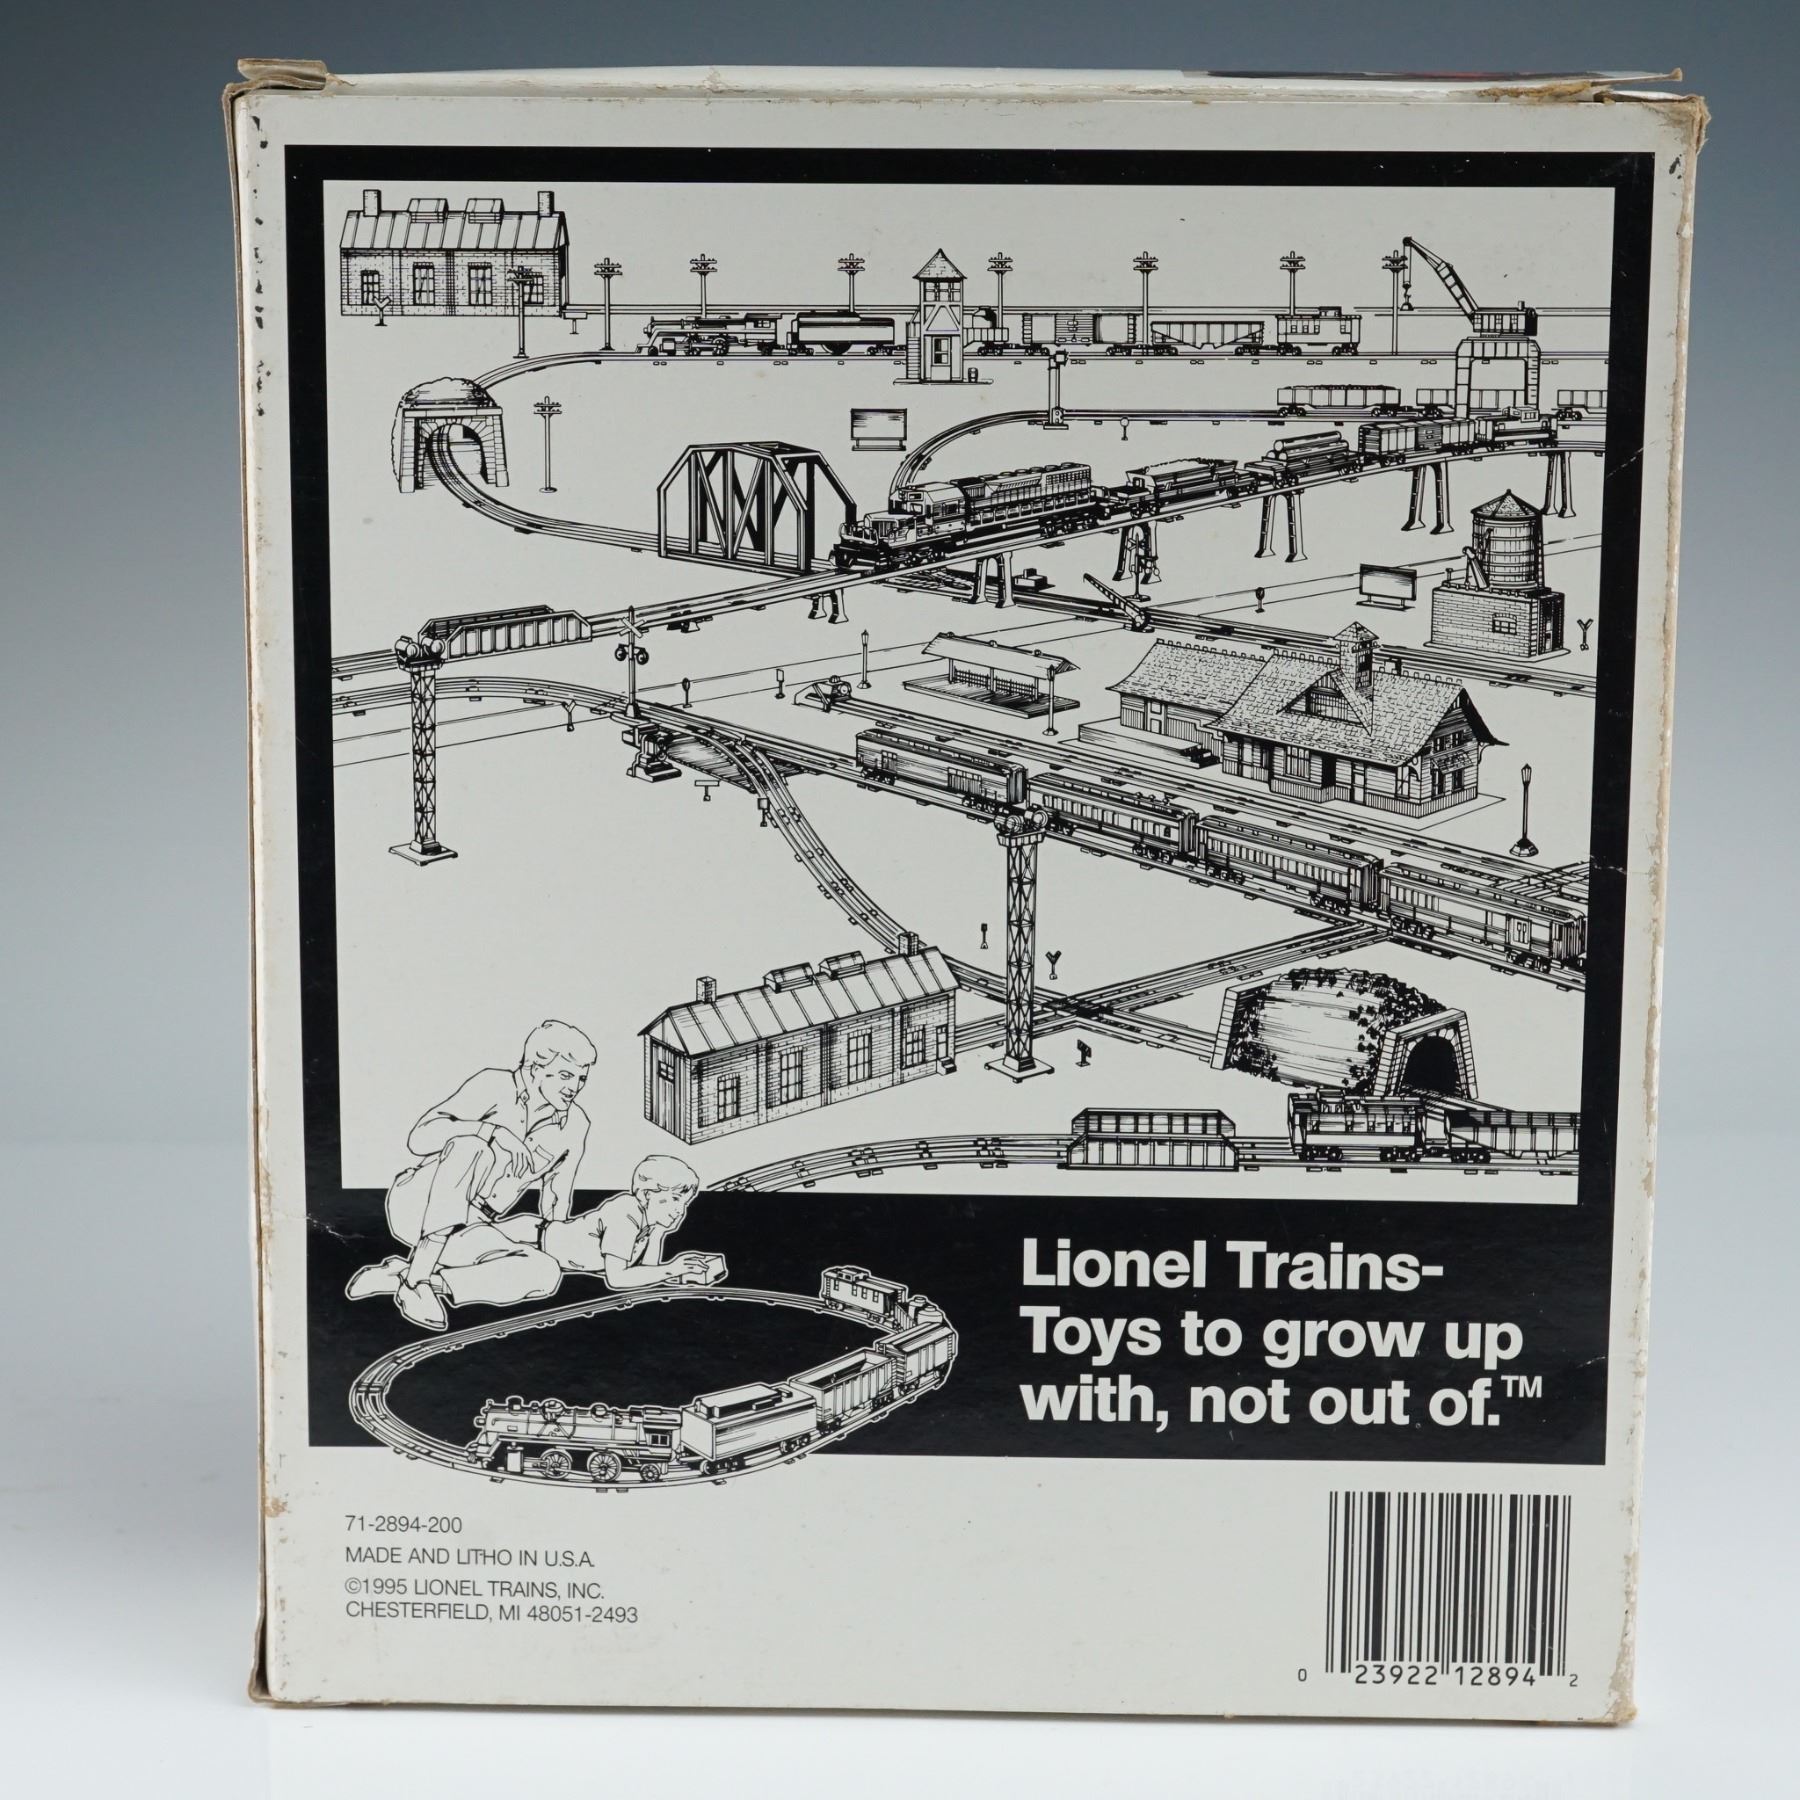 Lionel Trains-
Toys to grow up
with, not out of.™
71-2894-200
MADE AND LITHO IN U.S.A.
©1995 LIONEL TRAINS, INC.
CHESTERFIELD, MI 48051-2493
0 23922 12894 2